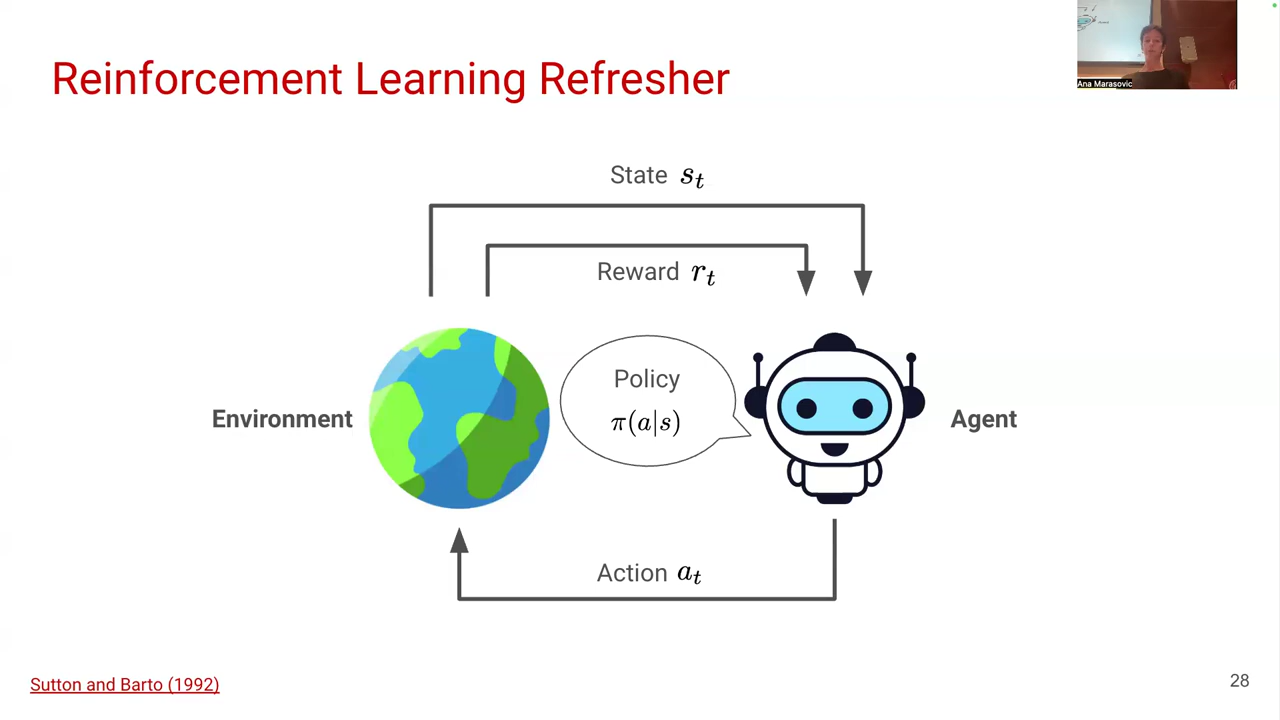 Reinforcement Learning Refresher
Ana Marasovic
State s_t
Reward r_t
Policy
π(a|s)
Environment
Agent
Action a_t
Sutton and Barto (1992)
28